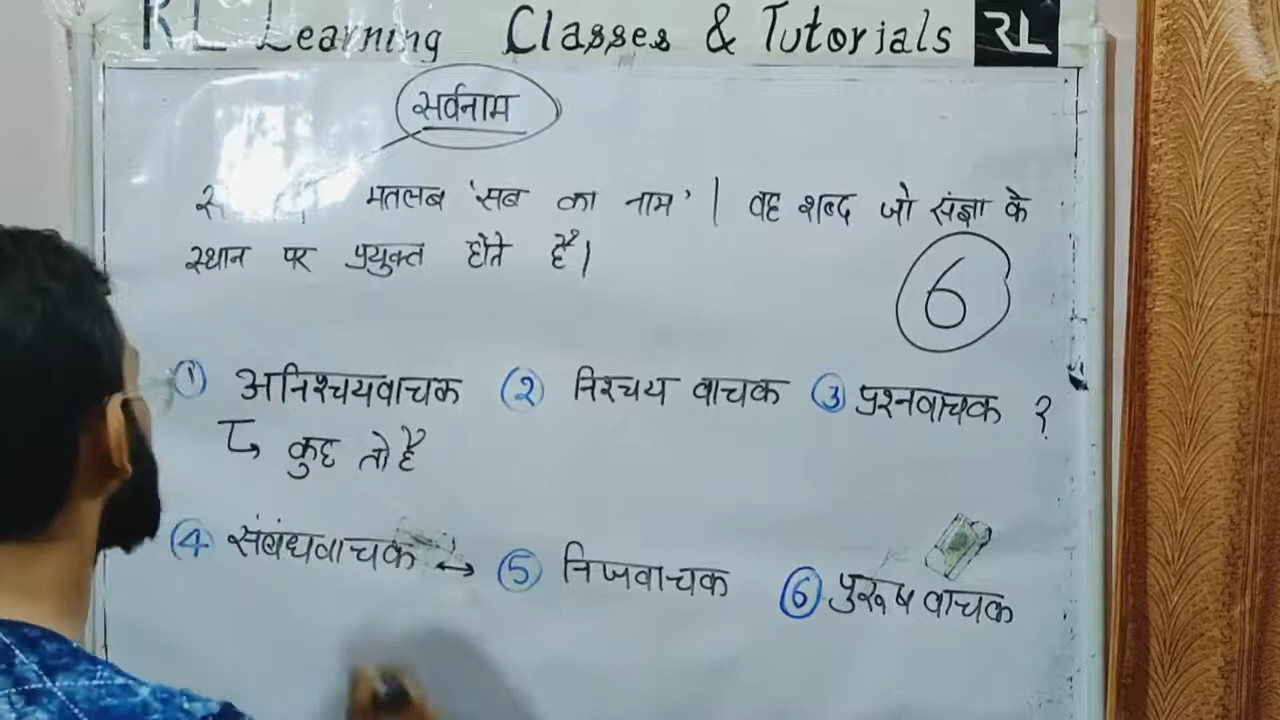 RL Learning Classes & Tutorials RL
सर्वनाम
मतलब 'सब का नाम' | वह शब्द जो संज्ञा के
स्थान पर प्रयुक्त होते है।
6
① अनिश्चयवाचक ② निश्चय वाचक ③ प्रश्नवाचक ?
↳ कुछ तो है
④ संबंधवाचक → ⑤ निजवाचक ⑥ पुरूष वाचक